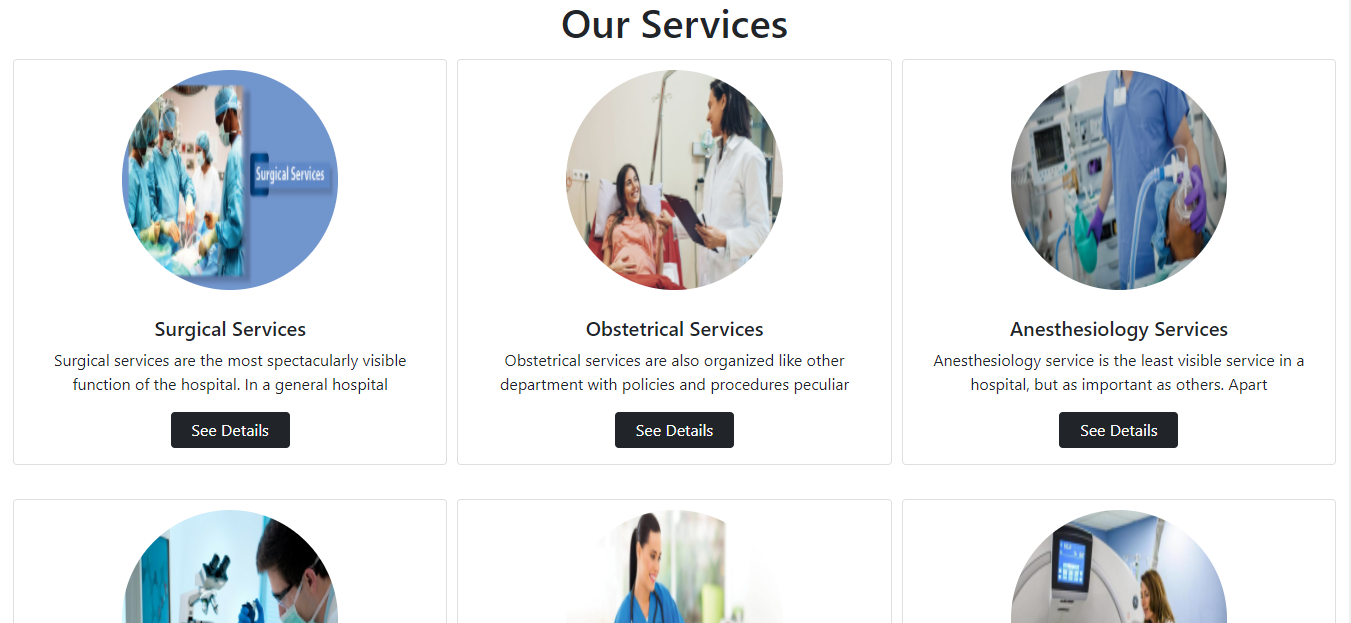 Our Services
Surgical Services
Surgical Services
Surgical services are the most spectacularly visible
function of the hospital. In a general hospital
See Details
Obstetrical Services
Obstetrical services are also organized like other
department with policies and procedures peculiar
See Details
Anesthesiology Services
Anesthesiology service is the least visible service in a
hospital, but as important as others. Apart
See Details